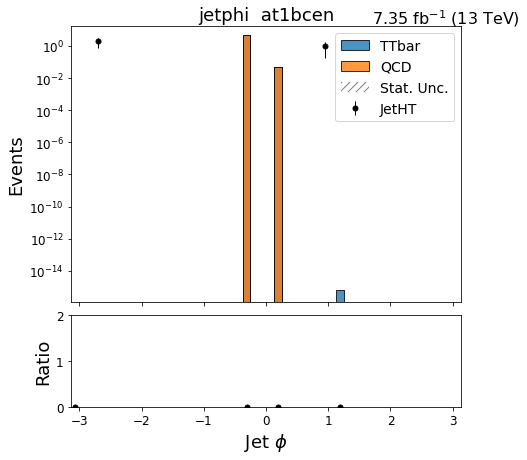 jetphi at1bcen
7.35 fb⁻¹ (13 TeV)
TTbar
QCD
Stat. Unc.
JetHT
Events
10⁰
10⁻²
10⁻⁴
10⁻⁶
10⁻⁸
10⁻¹⁰
10⁻¹²
10⁻¹⁴
Ratio
2
1
0
−3 −2 −1 0 1 2 3
Jet ϕ